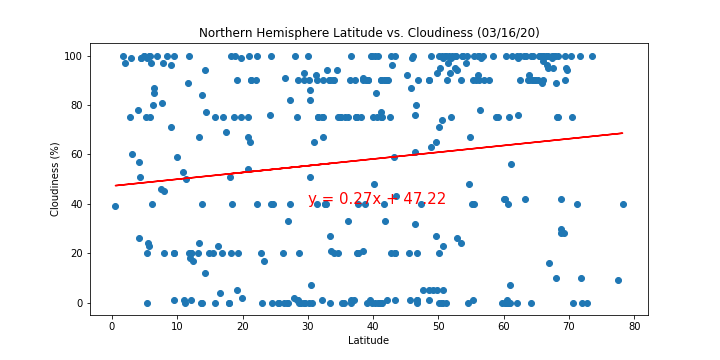 Northern Hemisphere Latitude vs. Cloudiness (03/16/20)
100
80
60
40
20
0
Cloudiness (%)
y = 0.27x + 47.22
0 10 20 30 40 50 60 70 80
Latitude